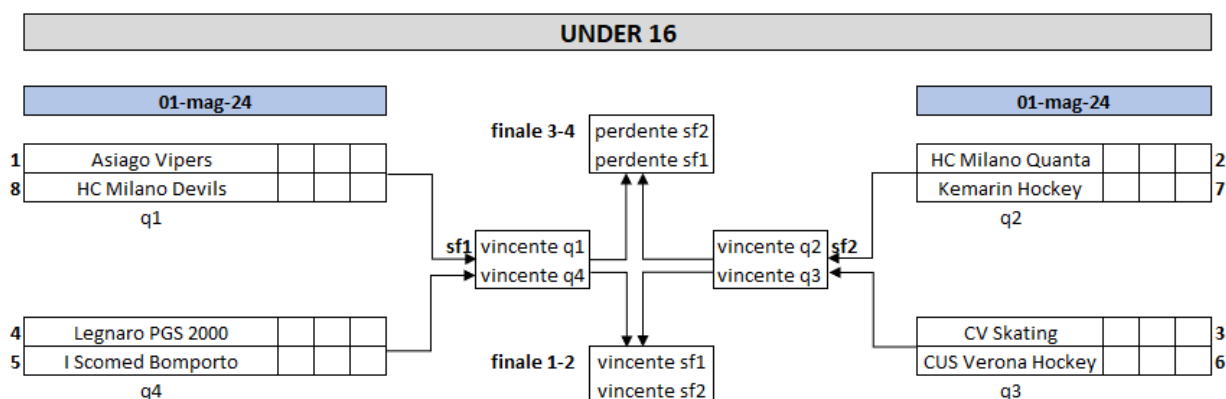 UNDER 16
01-mag-24
01-mag-24
finale 3-4
perdente sf2
perdente sf1
1 Asiago Vipers
8 HC Milano Devils
q1
HC Milano Quanta 2
Kemarin Hockey 7
q2
sf1
vincente q1
vincente q4
vincente q2
vincente q3
sf2
4 Legnaro PGS 2000
5 I Scomed Bomporto
q4
finale 1-2
vincente sf1
vincente sf2
CV Skating 3
CUS Verona Hockey 6
q3